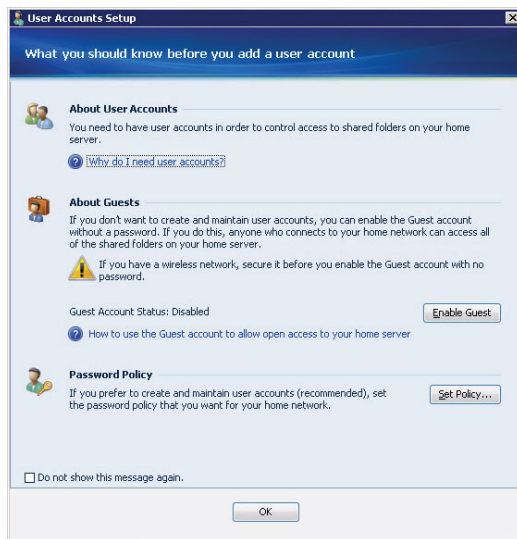 User Accounts Setup
What you should know before you add a user account
About User Accounts
You need to have user accounts in order to control access to shared folders on your home
server.
Why do I need user accounts?
About Guests
If you don't want to create and maintain user accounts, you can enable the Guest account
without a password. If you do this, anyone who connects to your home network can access all
of the shared folders on your home server.
If you have a wireless network, secure it before you enable the Guest account with no
password.
Guest Account Status: Disabled
Enable Guest
How to use the Guest account to allow open access to your home server
Password Policy
If you prefer to create and maintain user accounts (recommended), set
the password policy that you want for your home network.
Set Policy...
Do not show this message again.
OK